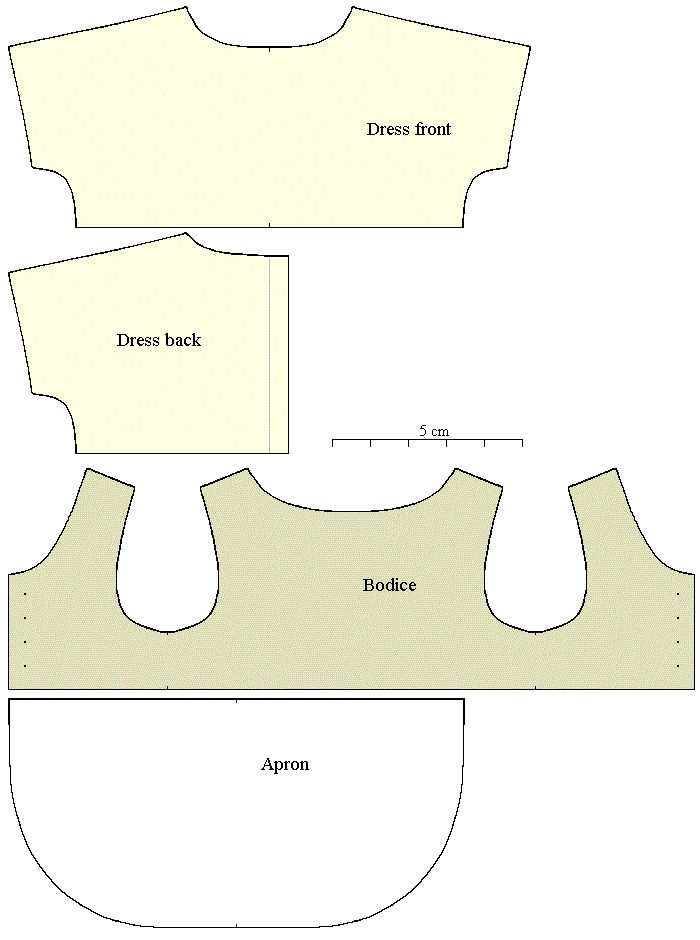 Dress front
Dress back
5 cm
Bodice
Apron